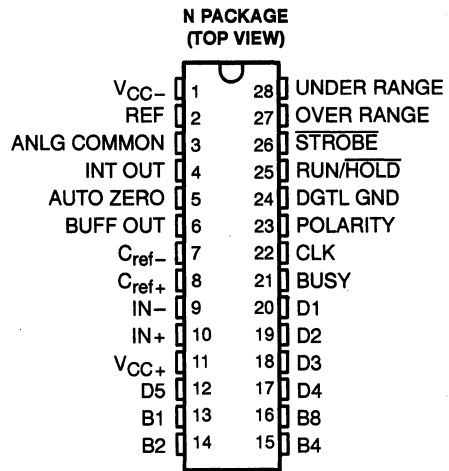 N PACKAGE
(TOP VIEW)
VCC− 1 28 UNDER RANGE
REF 2 27 OVER RANGE
ANLG COMMON 3 26 STROBE
INT OUT 4 25 RUN/HOLD
AUTO ZERO 5 24 DGTL GND
BUFF OUT 6 23 POLARITY
Cref− 7 22 CLK
Cref+ 8 21 BUSY
IN− 9 20 D1
IN+ 10 19 D2
VCC+ 11 18 D3
D5 12 17 D4
B1 13 16 B8
B2 14 15 B4